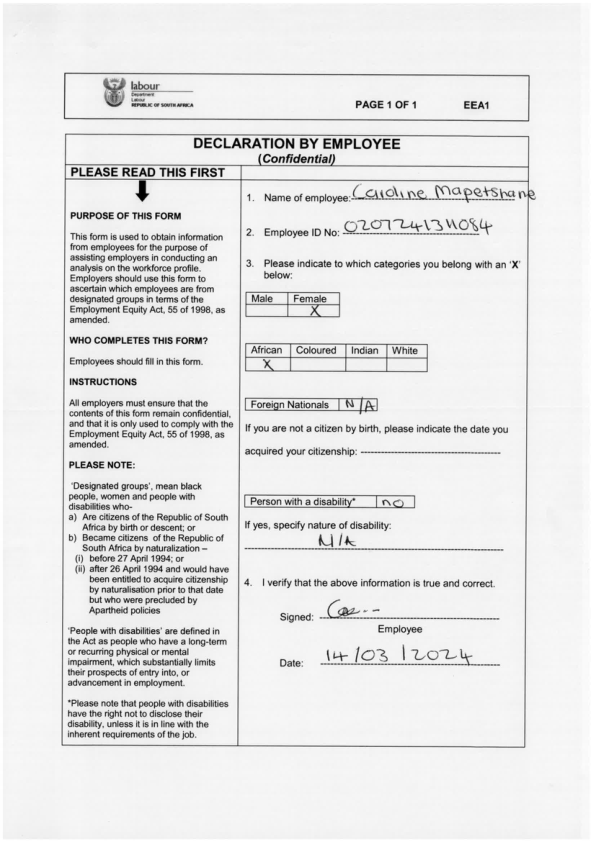 labour
Department
Labour
REPUBLIC OF SOUTH AFRICA
PAGE 1 OF 1
EEA1
DECLARATION BY EMPLOYEE
(Confidential)
PLEASE READ THIS FIRST
PURPOSE OF THIS FORM
This form is used to obtain information
from employees for the purpose of
assisting employers in conducting an
analysis on the workforce profile.
Employers should use this form to
ascertain which employees are from
designated groups in terms of the
Employment Equity Act, 55 of 1998, as
amended.
WHO COMPLETES THIS FORM?
Employees should fill in this form.
INSTRUCTIONS
All employers must ensure that the
contents of this form remain confidential,
and that it is only used to comply with the
Employment Equity Act, 55 of 1998, as
amended.
PLEASE NOTE:
'Designated groups', mean black
people, women and people with
disabilities who-
a) Are citizens of the Republic of South
Africa by birth or descent; or
b) Became citizens of the Republic of
South Africa by naturalization –
(i) before 27 April 1994; or
(ii) after 26 April 1994 and would have
been entitled to acquire citizenship
by naturalisation prior to that date
but who were precluded by
Apartheid policies
'People with disabilities' are defined in
the Act as people who have a long-term
or recurring physical or mental
impairment, which substantially limits
their prospects of entry into, or
advancement in employment.
*Please note that people with disabilities
have the right not to disclose their
disability, unless it is in line with the
inherent requirements of the job.
1. Name of employee: Caroline Mapetshane
2. Employee ID No: 0207241311084
3. Please indicate to which categories you belong with an 'X'
below:
Male Female
X
African Coloured Indian White
X
Foreign Nationals N/A
If you are not a citizen by birth, please indicate the date you
acquired your citizenship:
Person with a disability* no
If yes, specify nature of disability:
N/A
4. I verify that the above information is true and correct.
Signed:
Employee
Date: 14/03/2024